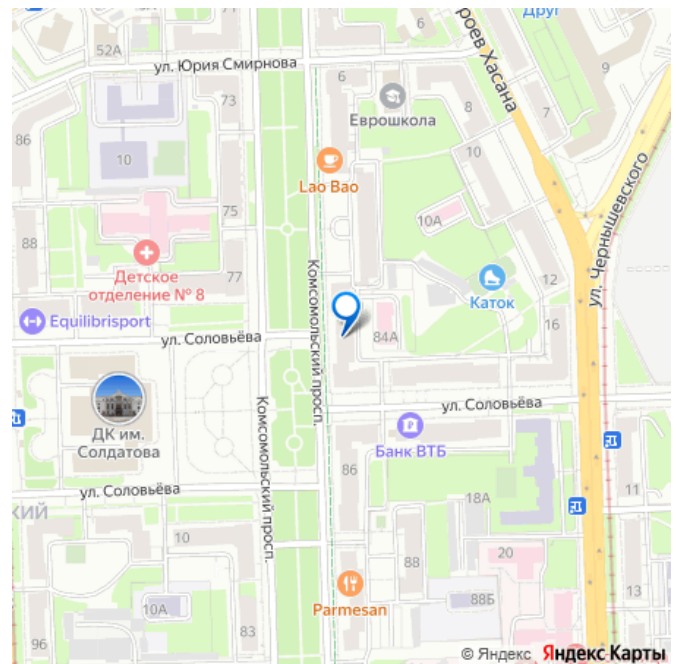 6
Друг
52А
Героев Хасана
ул. Юрия Смирнова
6
9
73
86
Еврошкола
8
7
10
10
Lao Bao
ул. Чернышевского
75
10А
88
Детское
отделение № 8
77
Комсомольский просп.
Каток
12
Equilibrisport
ул. Соловьёва
84А
16
Комсомольский просп.
ул. Соловьёва
ДК им.
Солдатова
Банк ВТБ
86
ул. Соловьёва
18А
11
КИЙ
10
20
88
13
10А
Parmesan
88Б
83
96
© Яндекс Яндекс Карты